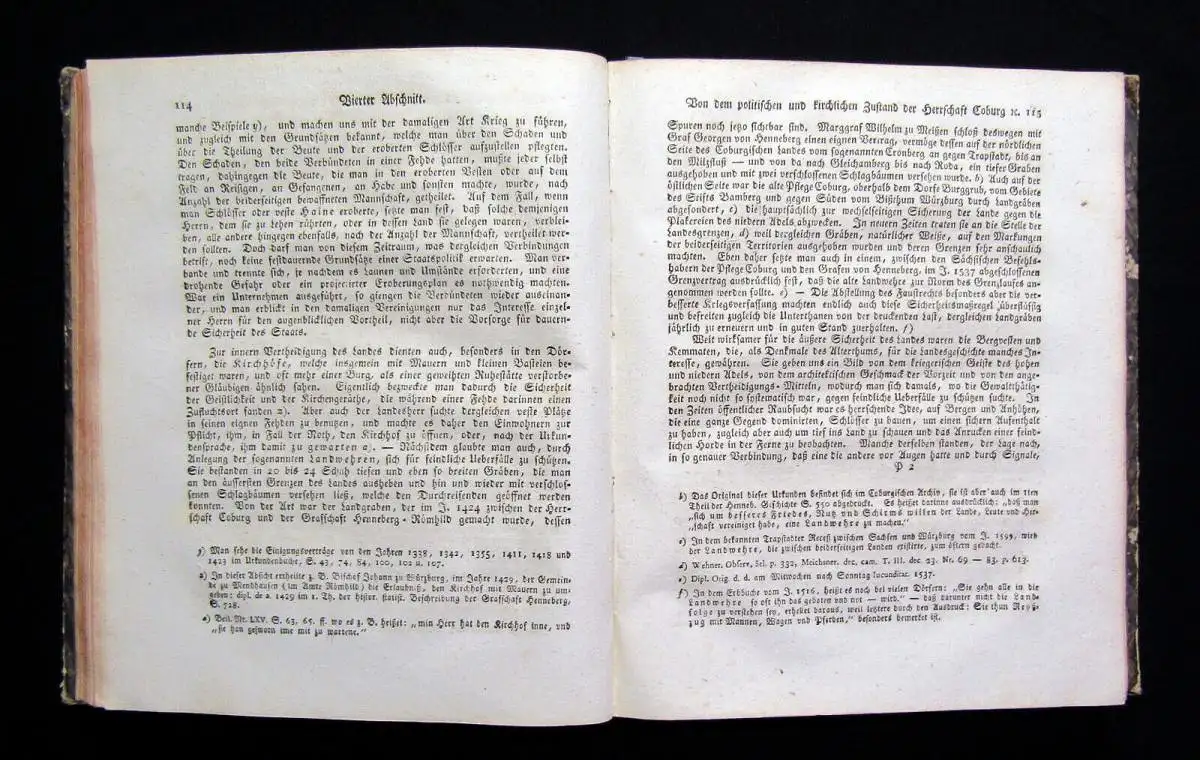 114
Vierter Abschnitt.
manche Beispiele y), und machen uns mit der damaligen Art Krieg zu führen,
und zugleich mit den Grundsätzen bekannt, welche man über den Schaden und
über die Theilung der Beute und der eroberten Schlösser aufzustellen pflegten.
Den Schaden, den beide Verbündeten in einer Fehde hatten, mußte jeder selbst
tragen, dahingegen die Beute, die man in den eroberten Vesten oder auf dem
Feld an Reisigen, an Gefangenen, an Habe und sonsten machte, wurde, nach
Anzahl der beiderseitigen bewaffneten Mannschaft, getheilet. Auf dem Fall, wenn
man Schlösser oder veste Haine eroberte, setzte man fest, daß solche demjenigen
Herrn, dem sie zu Lehen rührten, oder in dessen Land sie gelegen waren, verblei-
ben, alle andere hingegen ebenfalls, nach der Anzahl der Mannschaft, vertheilet wer-
den sollten. Doch darf man von diesem Zeitraum, was dergleichen Verbindungen
betrift, noch keine festdaurende Grundsätze einer Staatspolitik erwarten. Man ver-
bande und trennte sich, je nachdem es Launen und Umstände erforderten, und eine
drohende Gefahr oder ein projectirter Eroberungsplan es nothwendig machten.
War ein Unternehmen ausgeführt, so giengen die Verbündeten wieder auseinan-
der, und man erblickt in den damaligen Vereinigungen nur das Interesse einzel-
ner Herrn für den augenblicklichen Vortheil, nicht aber die Vorsorge für dauern-
de Sicherheit des Staats.
Zur innern Vertheidigung des Landes dienten auch, besonders in den Dör-
fern, die Kirchhöfe, welche insgemein mit Mauern und kleinen Basteien be-
festiget waren, und oft mehr einer Burg, als einer geweihten Ruhestätte verstorbe-
ner Gläubigen ähnlich sahen. Eigentlich bezweckte man dadurch die Sicherheit
der Geistlichkeit und der Kirchengeräthe, die während einer Fehde darinnen eine
Zufluchtsort fanden z). Aber auch der Landesherr suchte dergleichen veste Plätze
in seinen eignen Fehden zu benutzen, und machte es daher den Einwohnern zur
Pflicht, ihm, in Fall der Noth, den Kirchhof zu öffnen, oder, nach der Urkun-
densprache, ihm damit zu gewarten a). — Nächstdem glaubte man auch, durch
Anlegung der sogenannten Landwehren, sich für feindliche Ueberfälle zu schützen.
Sie bestanden in 20 bis 24 Schuh tiefen und eben so breiten Gräben, die man
an den äussersten Grenzen des Landes ausheben und hin und wieder mit verschlos-
senen Schlagbäumen versehen ließ, welche den Durchreisenden geöffnet werden
konnten. Von der Art war der Landgraben, der im J. 1424 zwischen der Herr-
schaft Coburg und der Grafschaft Henneberg-Römhild gemacht wurde, dessen
y) Man sehe die Einigungsverträge von den Jahren 1338, 1342, 1355, 1411, 1418 und
1423 im Urkundenbuche, S. 43, 74, 84, 100, 102 u. 107.
z) In dieser Absicht ertheilte z. B. Bischof Johann zu Würzburg, im Jahre 1429, der Gemein-
de zu Mendhausen (im Amte Römhild) die Erlaubniß, den Kirchhof mit Mauern zu um-
geben: dipl. de a. 1429 im 1. Th. der histor. statist. Beschreibung der Grafschaft Henneberg,
S. 728.
a) Beil. Nr. LXV. S. 63, 65. ff. wo es z. B. heißet: „min Herr hat den Kirchhof inne, und
„sie han gesworn ime mit zu wartene.“
Von dem politischen und kirchlichen Zustand der Herrschaft Coburg ꝛc. 115
Spuren noch jetzo sichtbar sind. Marggraf Wilhelm zu Meißen schloß deswegen mit
Graf Georgen von Henneberg einen eignen Vertrag, vermöge dessen auf der nördlichen
Seite des Coburgischen Landes vom sogenannten Cronberg an gegen Trapstadt, bis an
den Milzfluß — und von da nach Gleichamberg bis nach Roda, ein tiefer Graben
ausgehoben und mit zwei verschlossenen Schlagbäumen versehen wurde. b) Auch auf der
östlichen Seite war die alte Pflege Coburg, oberhalb dem Dorfe Burggrub, vom Gebiete
des Stifts Bamberg und gegen Süden vom Bißthum Würzburg durch Landgräben
abgesondert, c) die hauptsächlich zur wechselseitigen Sicherung der Lande gegen die
Plakereien des niedern Adels abzwecken. In neuern Zeiten traten sie an die Stelle der
Landesgrenzen, d) weil dergleichen Gräben, natürlicher Weiße, auf den Markungen
der beiderseitigen Territorien ausgehoben wurden und deren Grenzen sehr anschaulich
machten. Eben daher setzte man auch in einem, zwischen den Sächsischen Befehls-
habern der Pflege Coburg und den Grafen von Henneberg, im J. 1537 abgeschlossenen
Grenzvertrag ausdrücklich fest, daß die alte Landwehre zur Norm des Grenzlaufes an-
genommen werden sollte. e) — Die Abstellung des Faustrechts besonders aber die ver-
besserte Kriegsverfassung machten endlich auch diese Sicherheitsmaasregel überflüssig
und befreiten zugleich die Unterthanen von der druckenden Last, dergleichen Landgräben
jährlich zu erneuern und in guten Stand zuerhalten. f)
Weit wirksamer für die äußere Sicherheit des Landes waren die Bergvesten und
Kemmaten, die, als Denkmale des Alterthums, für die Landesgeschichte manches In-
teresse, gewähren. Sie geben uns ein Bild von dem kriegerischen Geiste des hohen
und niedern Adels, von dem architektischen Geschmack der Vorzeit und von den ange-
brachten Vertheidigungs-Mitteln, wodurch man sich damals, wo die Gewaltthätig-
keit noch nicht so systematisch war, gegen feindliche Ueberfälle zu schützen suchte. In
den Zeiten öffentlicher Raubsucht war es herrschende Idee, auf Bergen und Anhöhen,
die eine ganze Gegend dominirten, Schlösser zu bauen, um einen sichern Aufenthalt
zu haben, zugleich aber auch um tief ins Land zu schauen und das Anrucken einer feind-
lichen Horde in der Ferne zu beobachten. Manche derselben standen, der Lage nach,
in so genauer Verbindung, daß eine die andere vor Augen hatte und durch Signale,
P 2
b) Das Original dieser Urkunden befindet sich im Coburgischen Archiv, sie ist aber auch im 1ten
Theil der Henneb. Geschichte S. 550 abgedruckt. Es heißet darinne ausdrücklich: „daß man
„sich um besseres Friedes, Nutz und Schirms willen der Lande, Leute und Her-
„schaft vereiniget habe, eine Landwehre zu machen.“
c) In dem bekannten Trapstadter Receß zwischen Sachsen und Würzburg vom J. 1599, wird
der Landwehre, die zwischen beiderseitigen Landen existirte, zum öftern gedacht.
d) Wehner. Observ. sel. p. 332, Meichsner. dec. cam. T. III. dec. 23. Nr. 69 — 83. p. 613.
e) Dipl. Orig. d. d. am Mitwochen nach Sonntag Iucunditat. 1537.
f) In dem Erbbuche vom J. 1516, heißt es noch bei vielen Dörfern: „Sie gehn alle in die
Landwehre so oft ihn das geboten und not — wird.“ — daß darunter nicht die Land-
folge zu verstehen sey, erhellet daraus, weil letztere durch den Ausdruck: Sie thun Reyß-
zug mit Mannen, Wagen und Pferden,“ besonders bemerket ist.